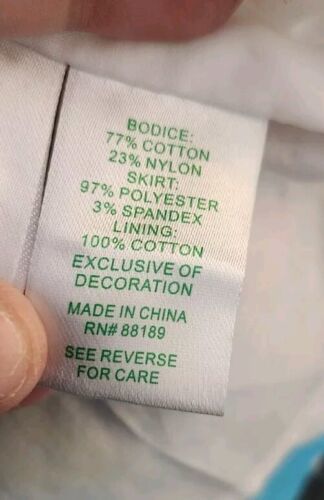 BODICE:
77% COTTON
23% NYLON
SKIRT:
97% POLYESTER
3% SPANDEX
LINING:
100% COTTON
EXCLUSIVE OF
DECORATION
MADE IN CHINA
RN# 88189
SEE REVERSE
FOR CARE